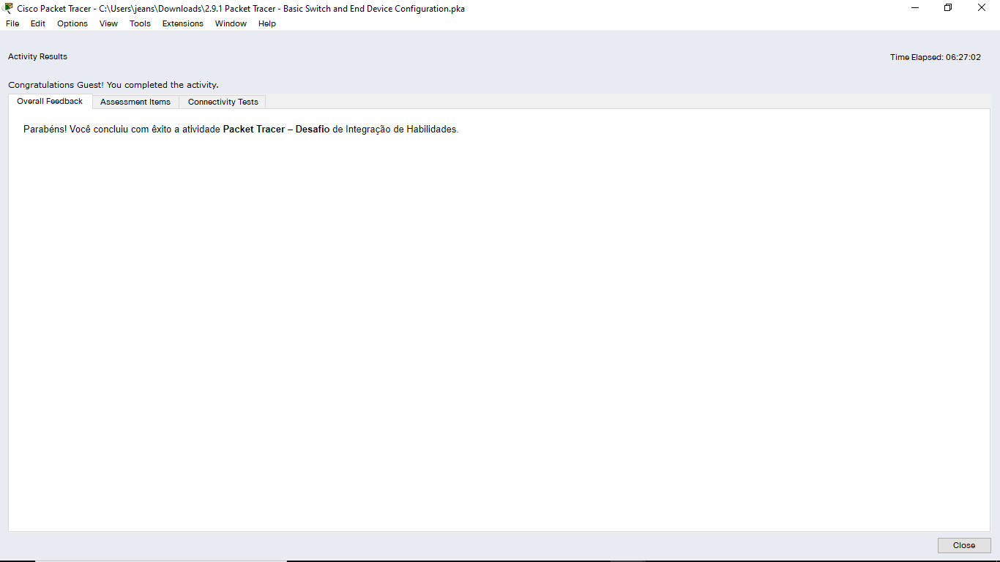 Cisco Packet Tracer - C:\Users\jeans\Downloads\2.9.1 Packet Tracer - Basic Switch and End Device Configuration.pka
File Edit Options View Tools Extensions Window Help
Activity Results
Time Elapsed: 06:27:02
Congratulations Guest! You completed the activity.
Overall Feedback Assessment Items Connectivity Tests
Parabéns! Você concluiu com êxito a atividade Packet Tracer – Desafio de Integração de Habilidades.
Close